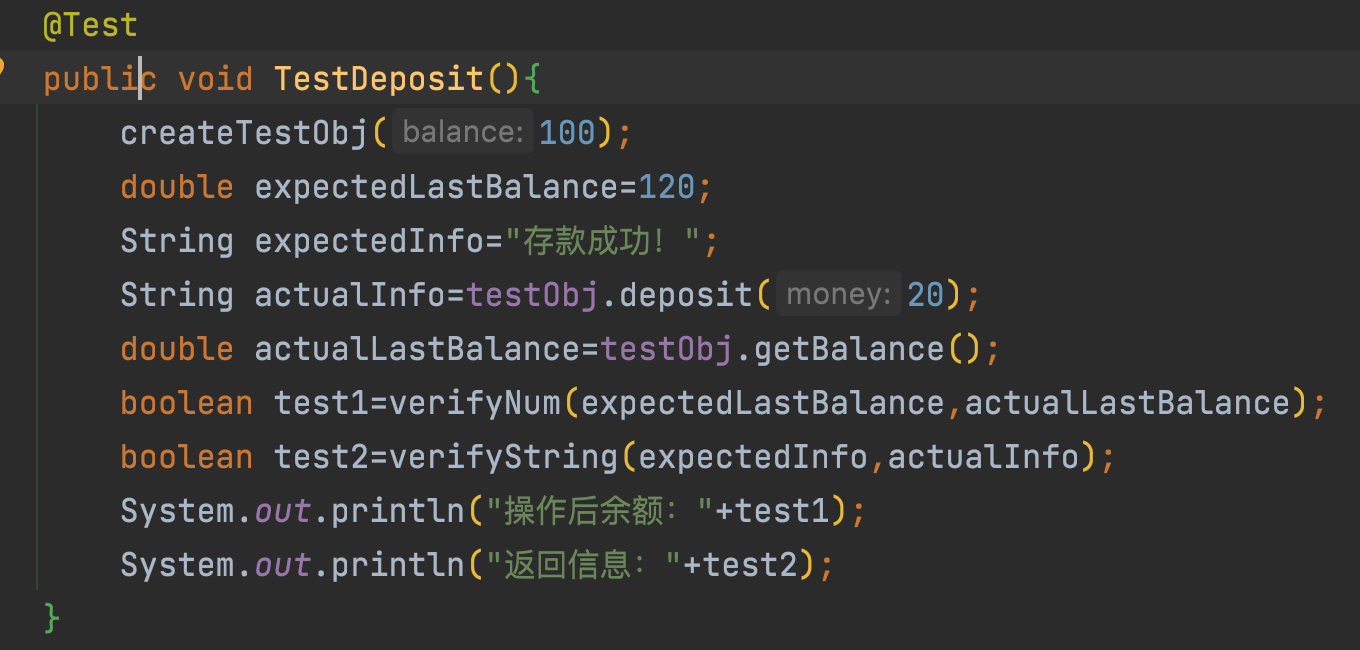 @Test
public void TestDeposit(){
createTestObj( balance: 100);
double expectedLastBalance=120;
String expectedInfo="存款成功！";
String actualInfo=testObj.deposit( money: 20);
double actualLastBalance=testObj.getBalance();
boolean test1=verifyNum(expectedLastBalance,actualLastBalance);
boolean test2=verifyString(expectedInfo,actualInfo);
System.out.println("操作后余额："+test1);
System.out.println("返回信息："+test2);
}